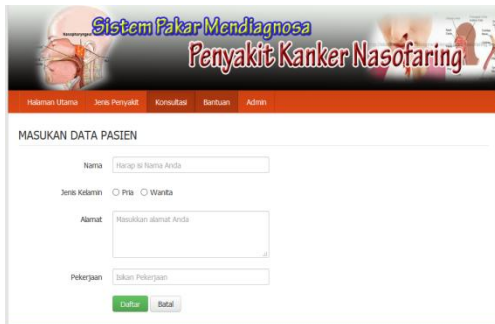 Sistem Pakar Mendiagnosa
Penyakit Kanker Nasofaring
Halaman Utama Jenis Penyakit Konsultasi Bantuan Admin
MASUKAN DATA PASIEN
Nama Harap isi Nama Anda
Jenis Kelamin Pria Wanita
Alamat Masukkan alamat Anda
Pekerjaan Isikan Pekerjaan
Daftar Batal